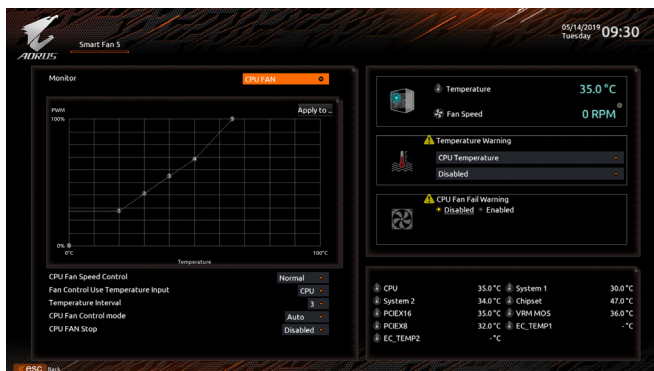 AORUS
Smart Fan 5
05/14/2019
Tuesday
09:30
Monitor
CPU FAN
PWM
100%
Apply to ...
0%
0°C
100°C
Temperature
CPU Fan Speed Control
Normal
Fan Control Use Temperature Input
CPU
Temperature Interval
3
CPU Fan Control mode
Auto
CPU FAN Stop
Disabled
Temperature
35.0 °C
Fan Speed
0 RPM
Temperature Warning
CPU Temperature
Disabled
CPU Fan Fail Warning
Disabled Enabled
CPU 35.0°C System 1 30.0°C
System 2 34.0°C Chipset 47.0°C
PCIEX16 35.0°C VRM MOS 36.0°C
PCIEX8 32.0°C EC_TEMP1 -°C
EC_TEMP2 -°C
esc Back